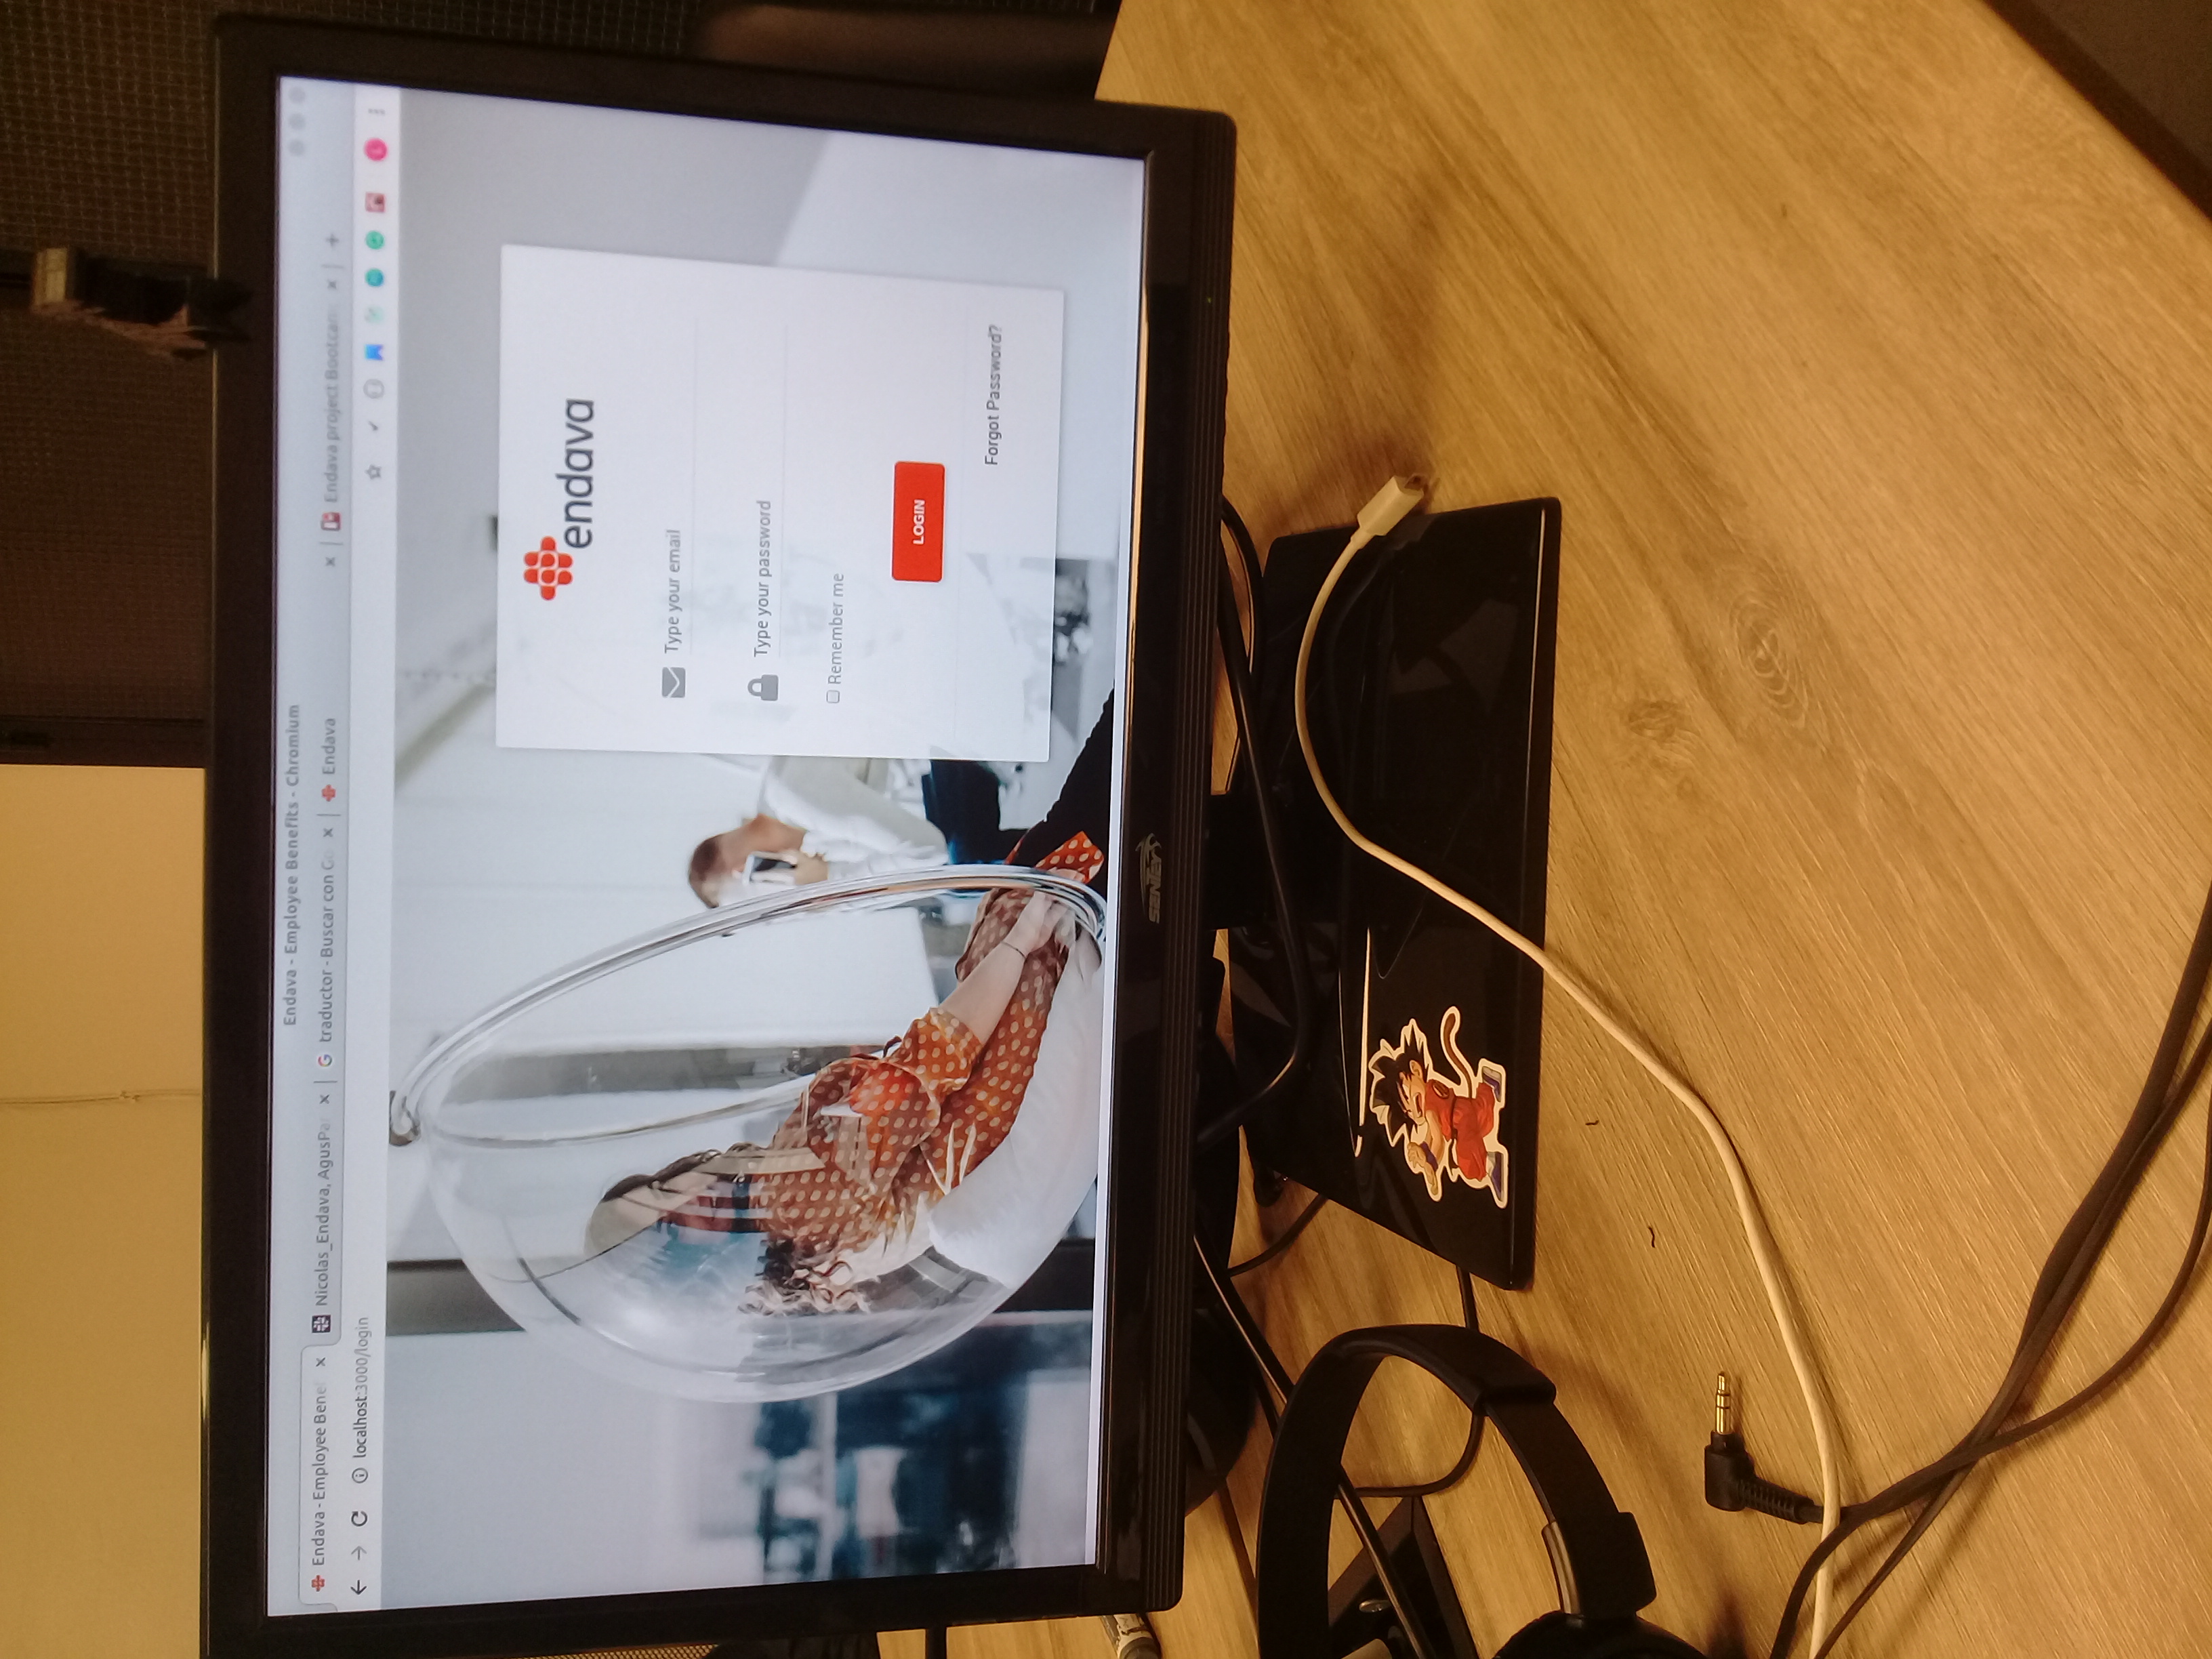 Endava - Employee Benefits - Chromium
Endava - Employee Bene
Nicolas_Endava, AgusPa
traductor - Buscar con Go
Endava
Endava project Bootcam
localhost:3000/login
endava
Type your email
Type your password
Remember me
LOGIN
Forgot Password?
SENTEY